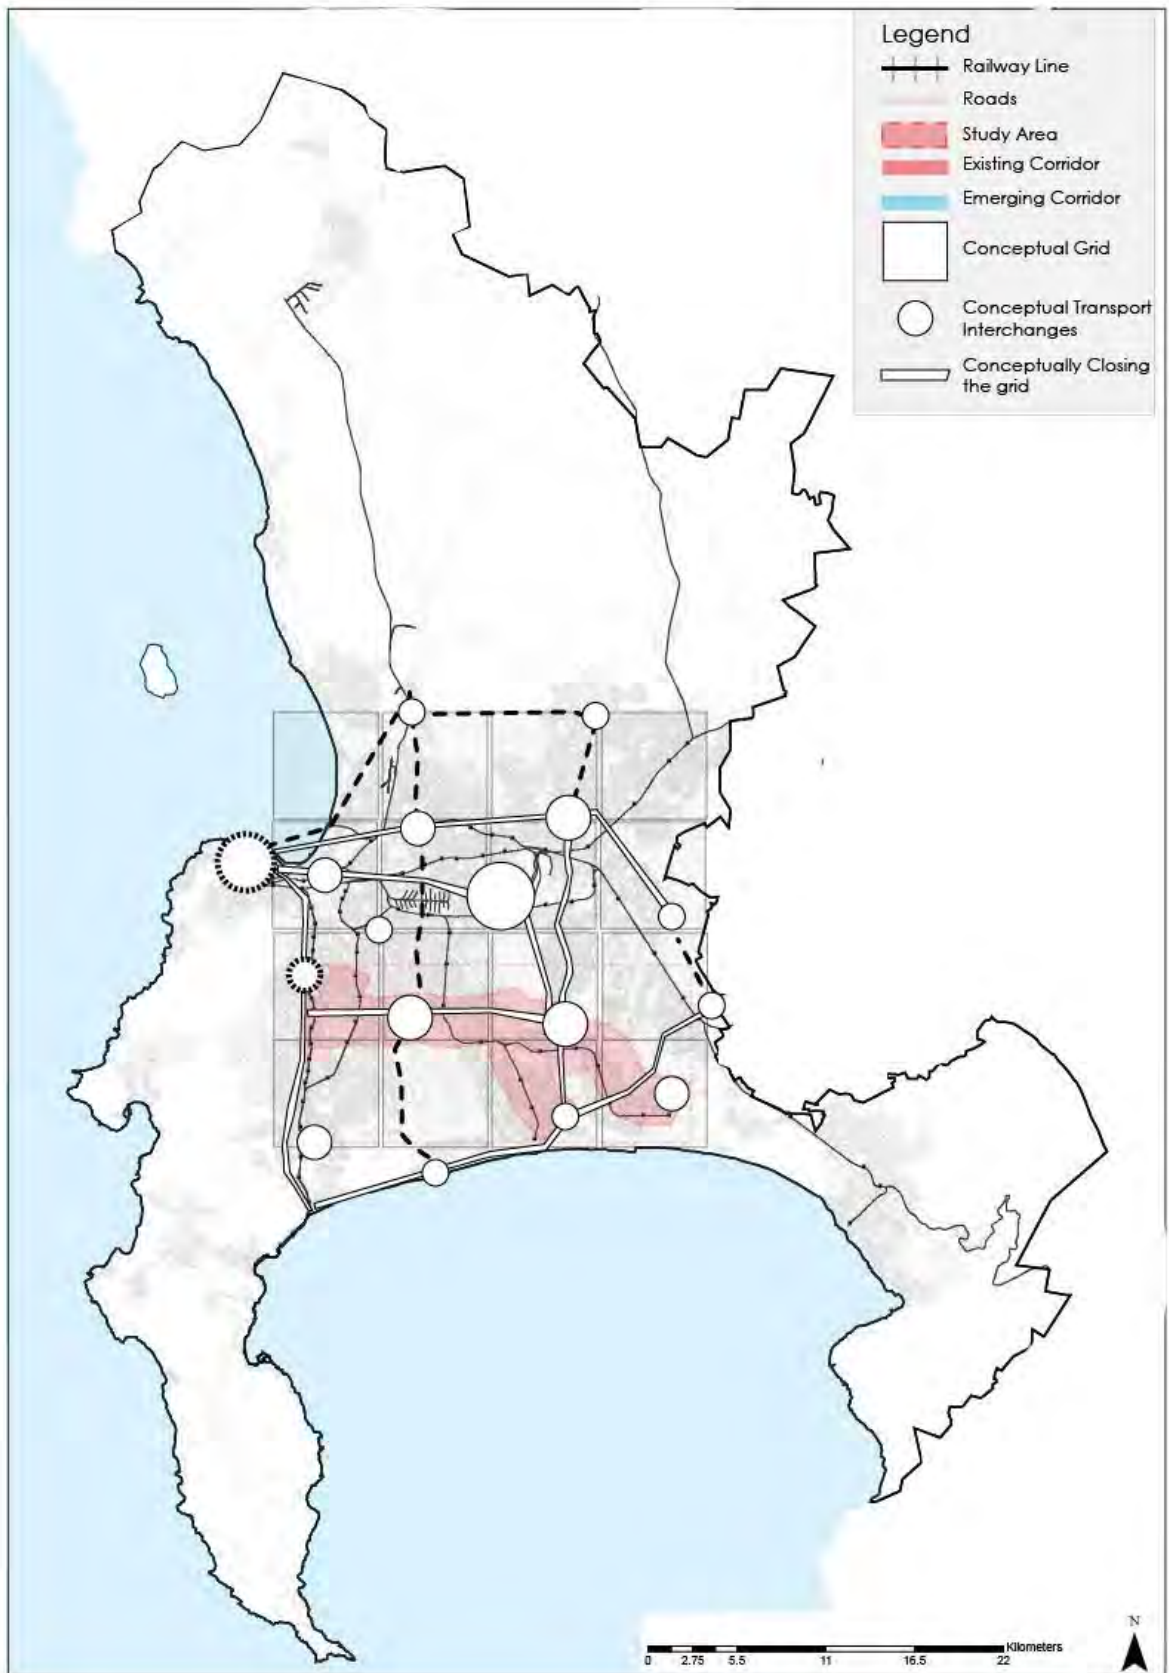 Legend
Railway Line
Roads
Study Area
Existing Corridor
Emerging Corridor
Conceptual Grid
Conceptual Transport
Interchanges
Conceptually Closing
the grid
N
Kilometers
0 2.75 5.5 11 16.5 22